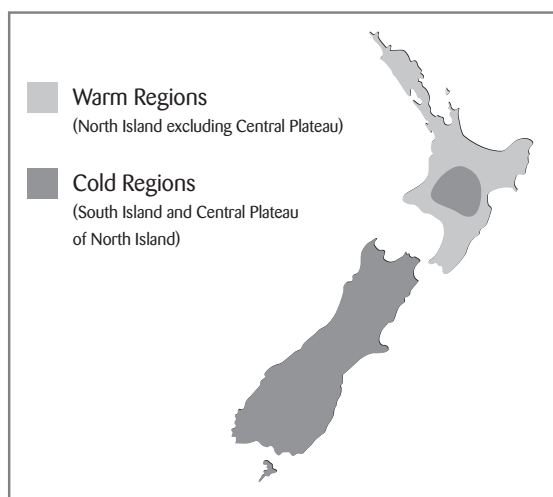 Warm Regions
(North Island excluding Central Plateau)
Cold Regions
(South Island and Central Plateau
of North Island)